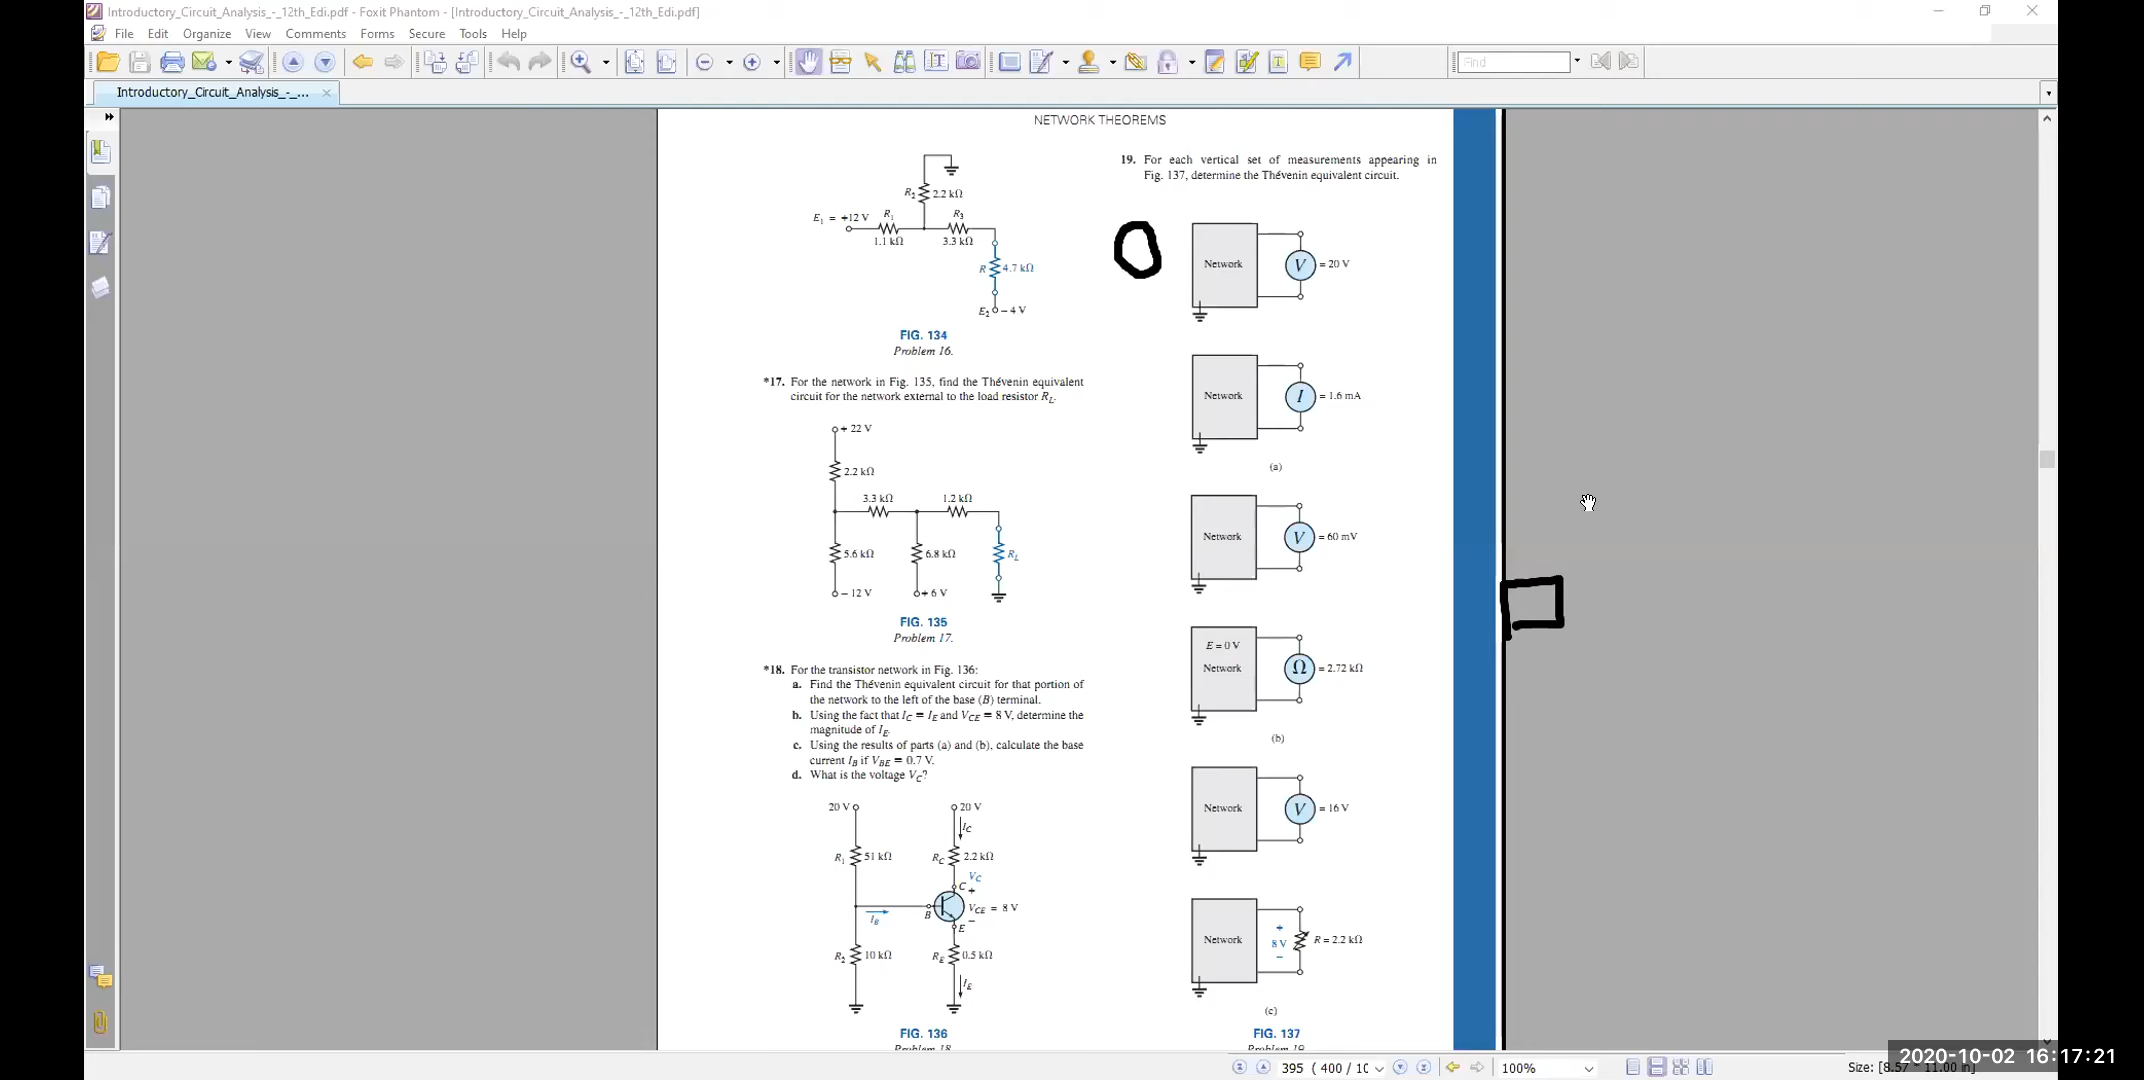 Introductory_Circuit_Analysis_-_12th_Edi.pdf - Foxit Phantom - [Introductory_Circuit_Analysis_-_12th_Edi.pdf]
File Edit Organize View Comments Forms Secure Tools Help
Find
Introductory_Circuit_Analysis_-_...
NETWORK THEOREMS
R2 2.2 kΩ
E1 = +12 V R1 R3
1.1 kΩ 3.3 kΩ
R 4.7 kΩ
E2 – 4 V
FIG. 134
Problem 16.
*17. For the network in Fig. 135, find the Thévenin equivalent
circuit for the network external to the load resistor RL.
+ 22 V
2.2 kΩ
3.3 kΩ 1.2 kΩ
5.6 kΩ 6.8 kΩ RL
– 12 V + 6 V
FIG. 135
Problem 17.
*18. For the transistor network in Fig. 136:
a. Find the Thévenin equivalent circuit for that portion of
the network to the left of the base (B) terminal.
b. Using the fact that IC = IE and VCE = 8 V, determine the
magnitude of IE.
c. Using the results of parts (a) and (b), calculate the base
current IB if VBE = 0.7 V.
d. What is the voltage VC?
20 V 20 V
IC
R1 51 kΩ RC 2.2 kΩ
VC
C +
B VCE = 8 V
IB – E
R2 10 kΩ RE 0.5 kΩ
IE
FIG. 136
Problem 18.
19. For each vertical set of measurements appearing in
Fig. 137, determine the Thévenin equivalent circuit.
Network V = 20 V
Network I = 1.6 mA
(a)
Network V = 60 mV
E = 0 V
Network Ω = 2.72 kΩ
(b)
Network V = 16 V
Network + 8 V – R = 2.2 kΩ
(c)
FIG. 137
Problem 19.
395 ( 400 / 10 100% Size: [8.57 * 11.00 in]
2020-10-02 16:17:21